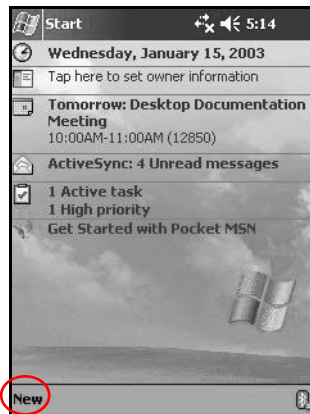 Start 5:14
Wednesday, January 15, 2003
Tap here to set owner information
Tomorrow: Desktop Documentation
Meeting
10:00AM-11:00AM (12850)
ActiveSync: 4 Unread messages
1 Active task
1 High priority
Get Started with Pocket MSN
New